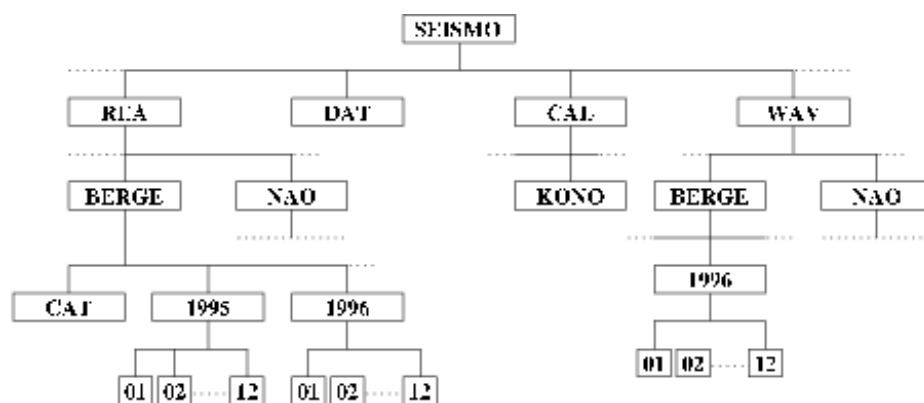 SEISMO
REA DAT CAL WAV
BERGE NAO KONO BERGE NAO
CAT 1995 1996 1996
01 02 12 01 02 12 01 02 12